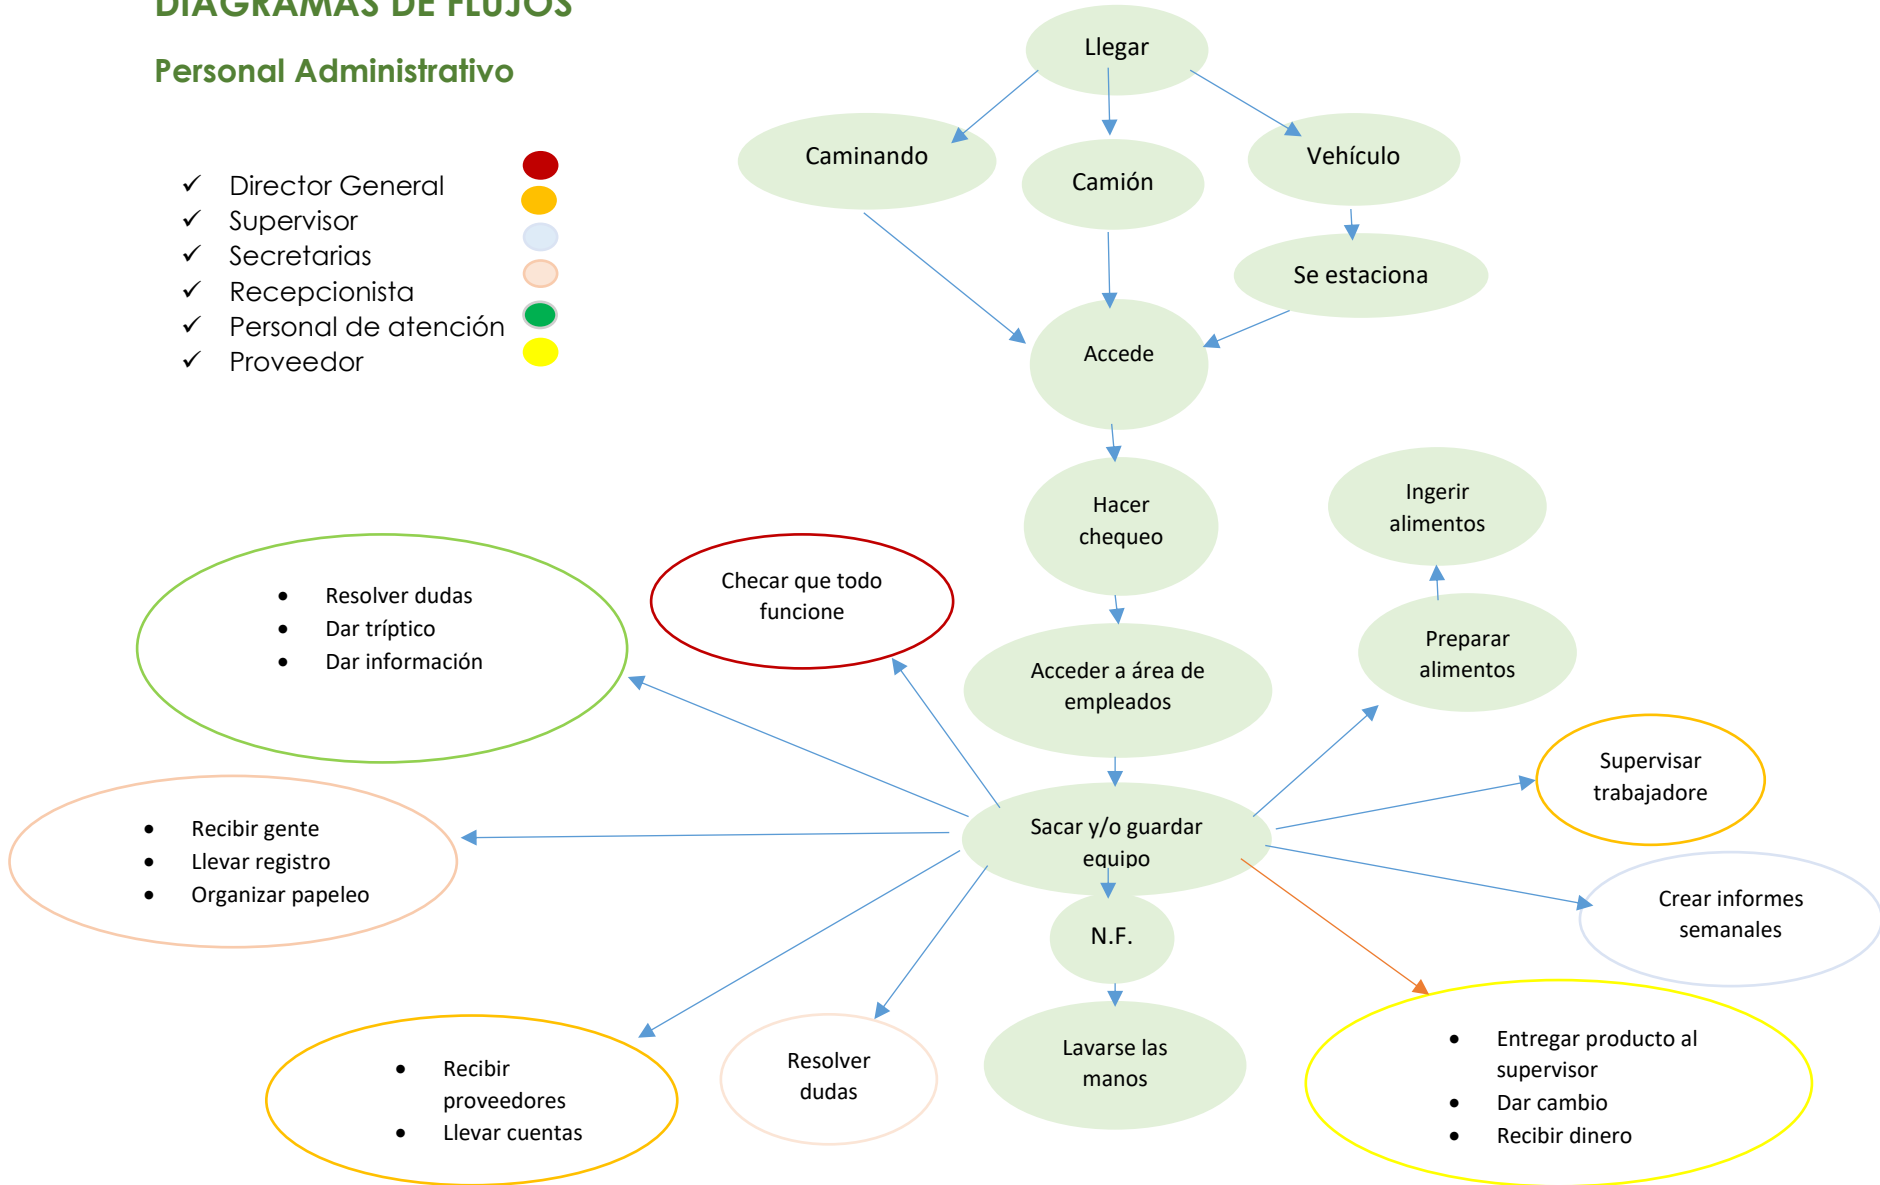 DIAGRAMAS DE FLUJOS
Personal Administrativo
✓ Director General
✓ Supervisor
✓ Secretarias
✓ Recepcionista
✓ Personal de atención
✓ Proveedor
Llegar
Caminando
Camión
Vehículo
Se estaciona
Accede
Hacer
chequeo
Ingerir
alimentos
Preparar
alimentos
Checar que todo
funcione
• Resolver dudas
• Dar tríptico
• Dar información
Acceder a área de
empleados
Supervisar
trabajadore
Sacar y/o guardar
equipo
• Recibir gente
• Llevar registro
• Organizar papeleo
Crear informes
semanales
N.F.
Lavarse las
manos
Resolver
dudas
• Recibir
proveedores
• Llevar cuentas
• Entregar producto al
supervisor
• Dar cambio
• Recibir dinero